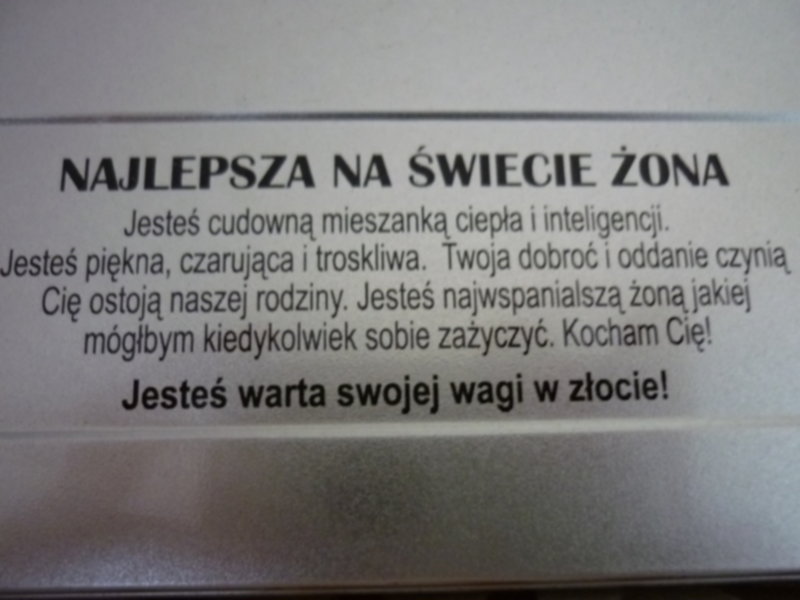 NAJLEPSZA NA ŚWIECIE ŻONA
Jesteś cudowną mieszanką ciepła i inteligencji.
Jesteś piękna, czarująca i troskliwa. Twoja dobroć i oddanie czynią
Cię ostoją naszej rodziny. Jesteś najwspanialszą żoną jakiej
mógłbym kiedykolwiek sobie zażyczyć. Kocham Cię!
Jesteś warta swojej wagi w złocie!